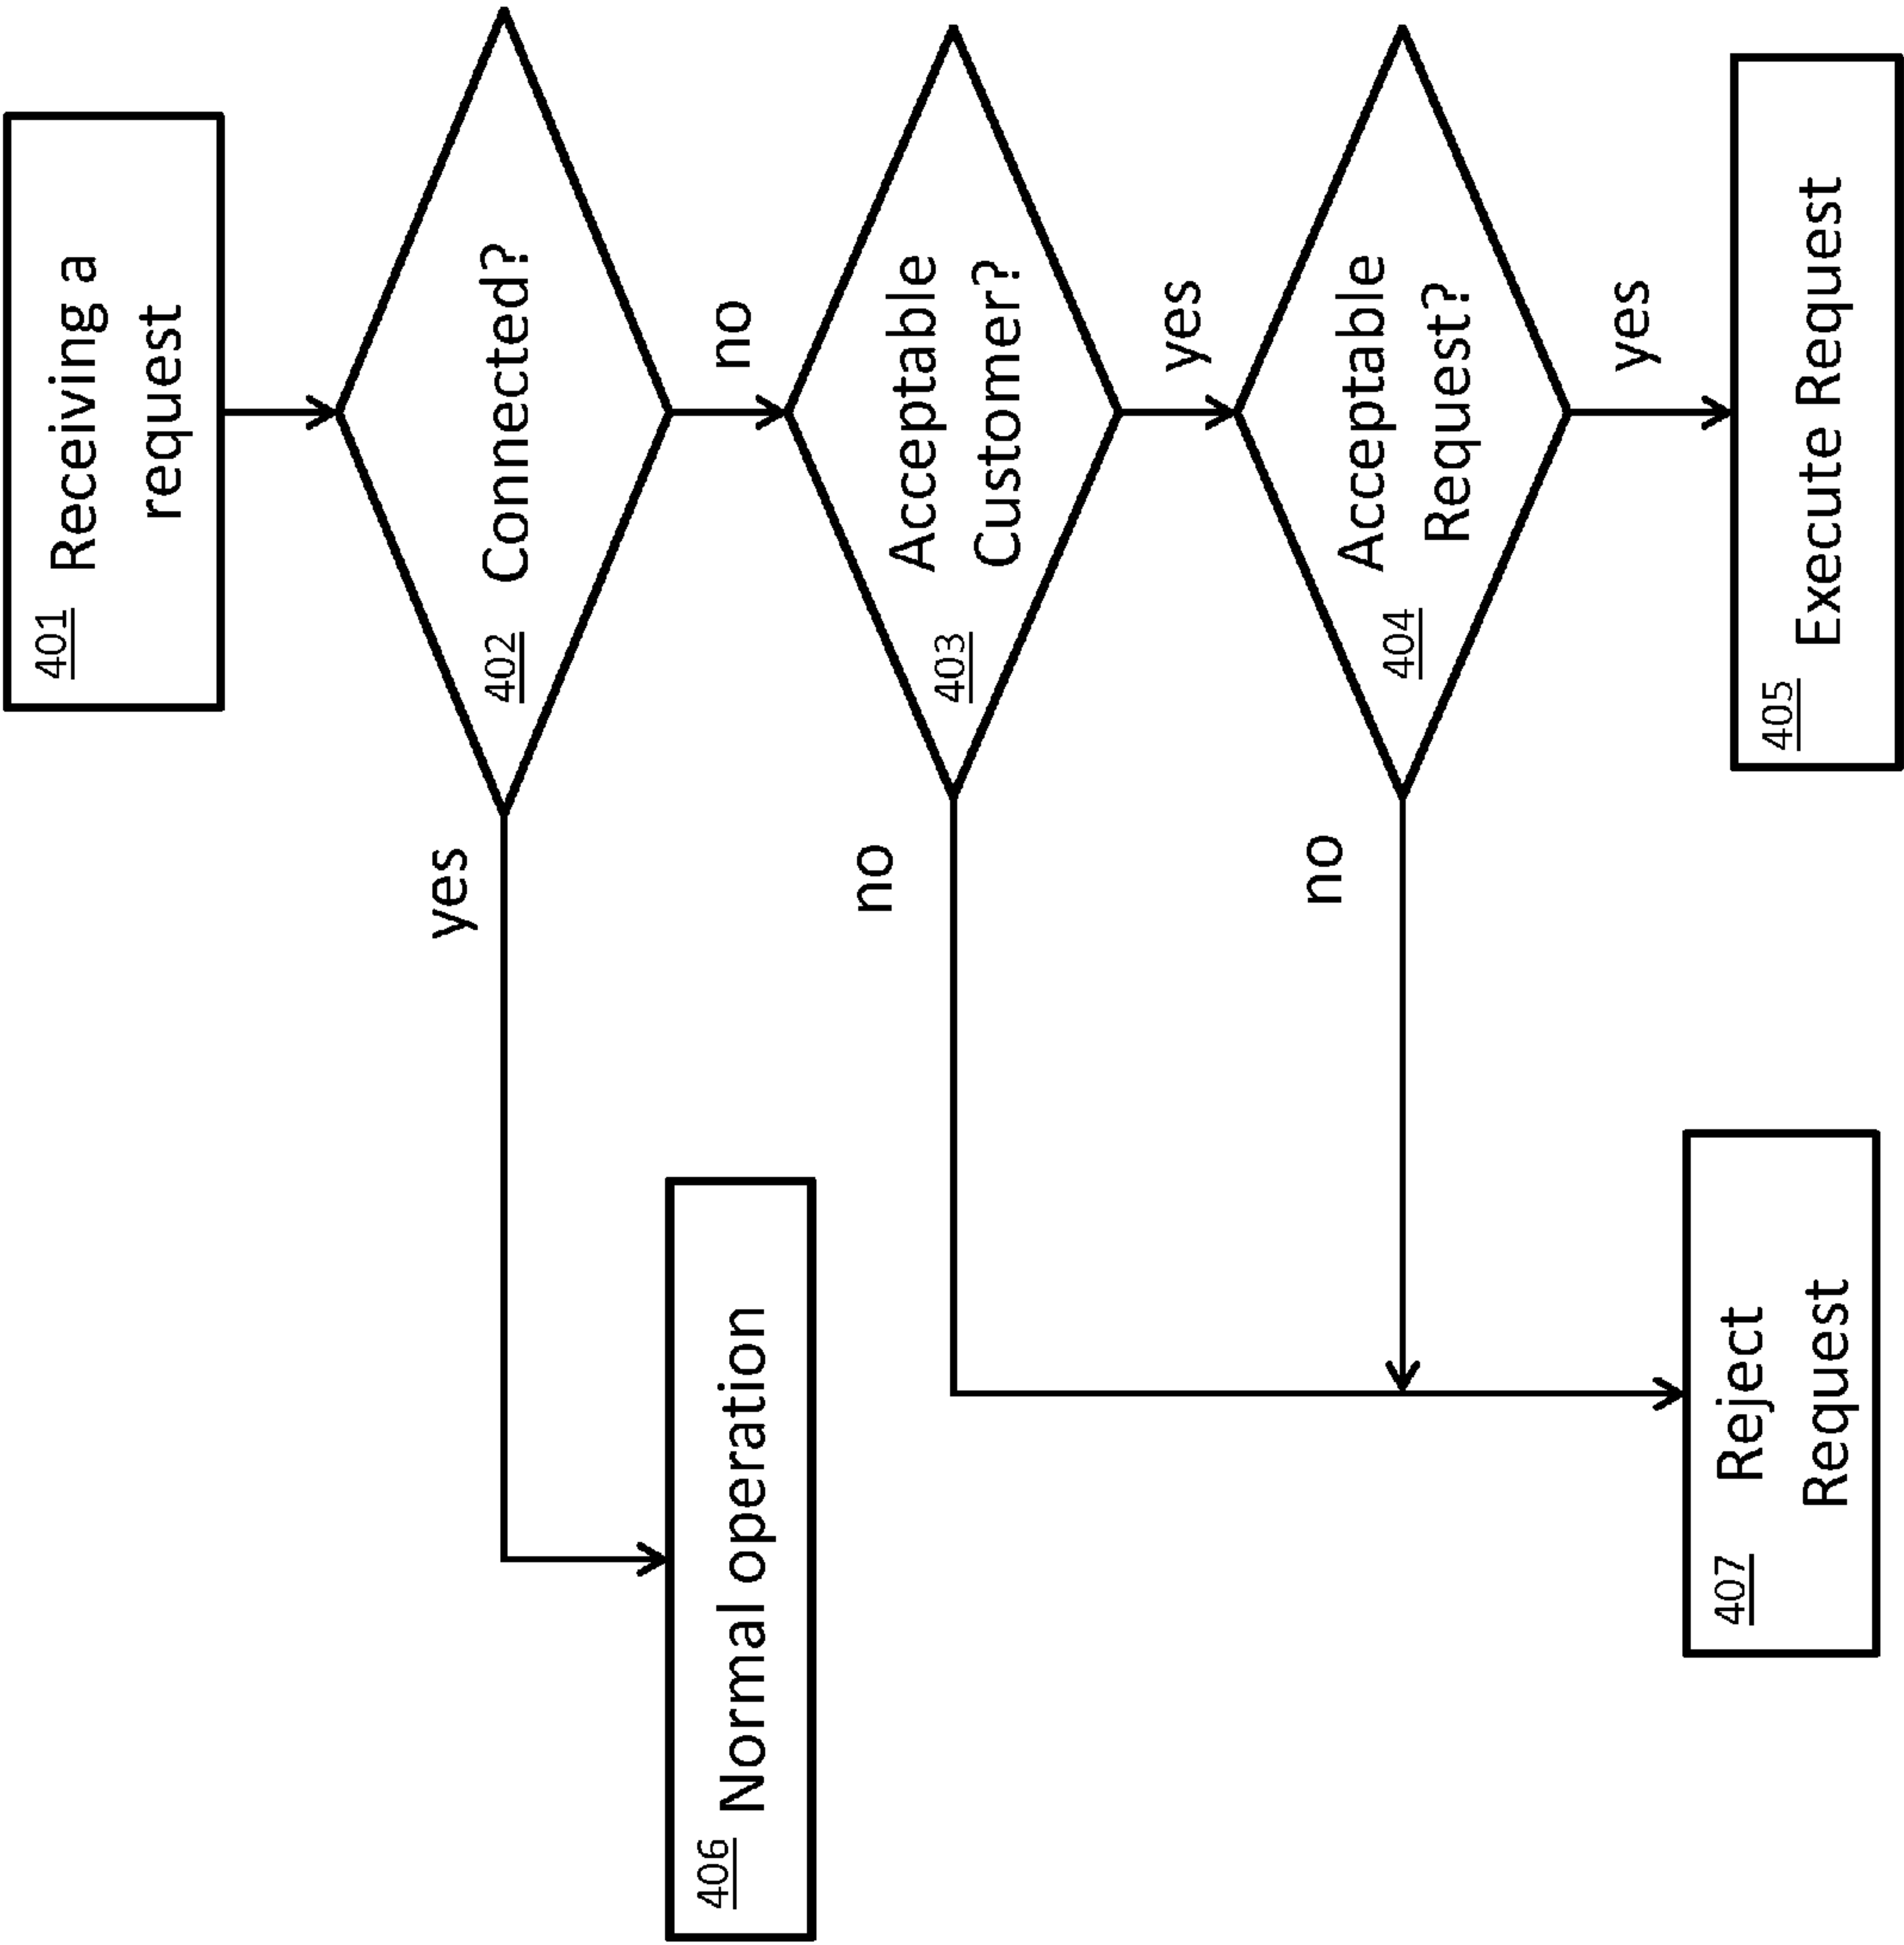 401
Receiving a
request
402
Connected?
yes
no
403
Acceptable
Customer?
no
yes
404
Acceptable
Request?
no
yes
405
Execute Request
406
Normal operation
407
Reject
Request